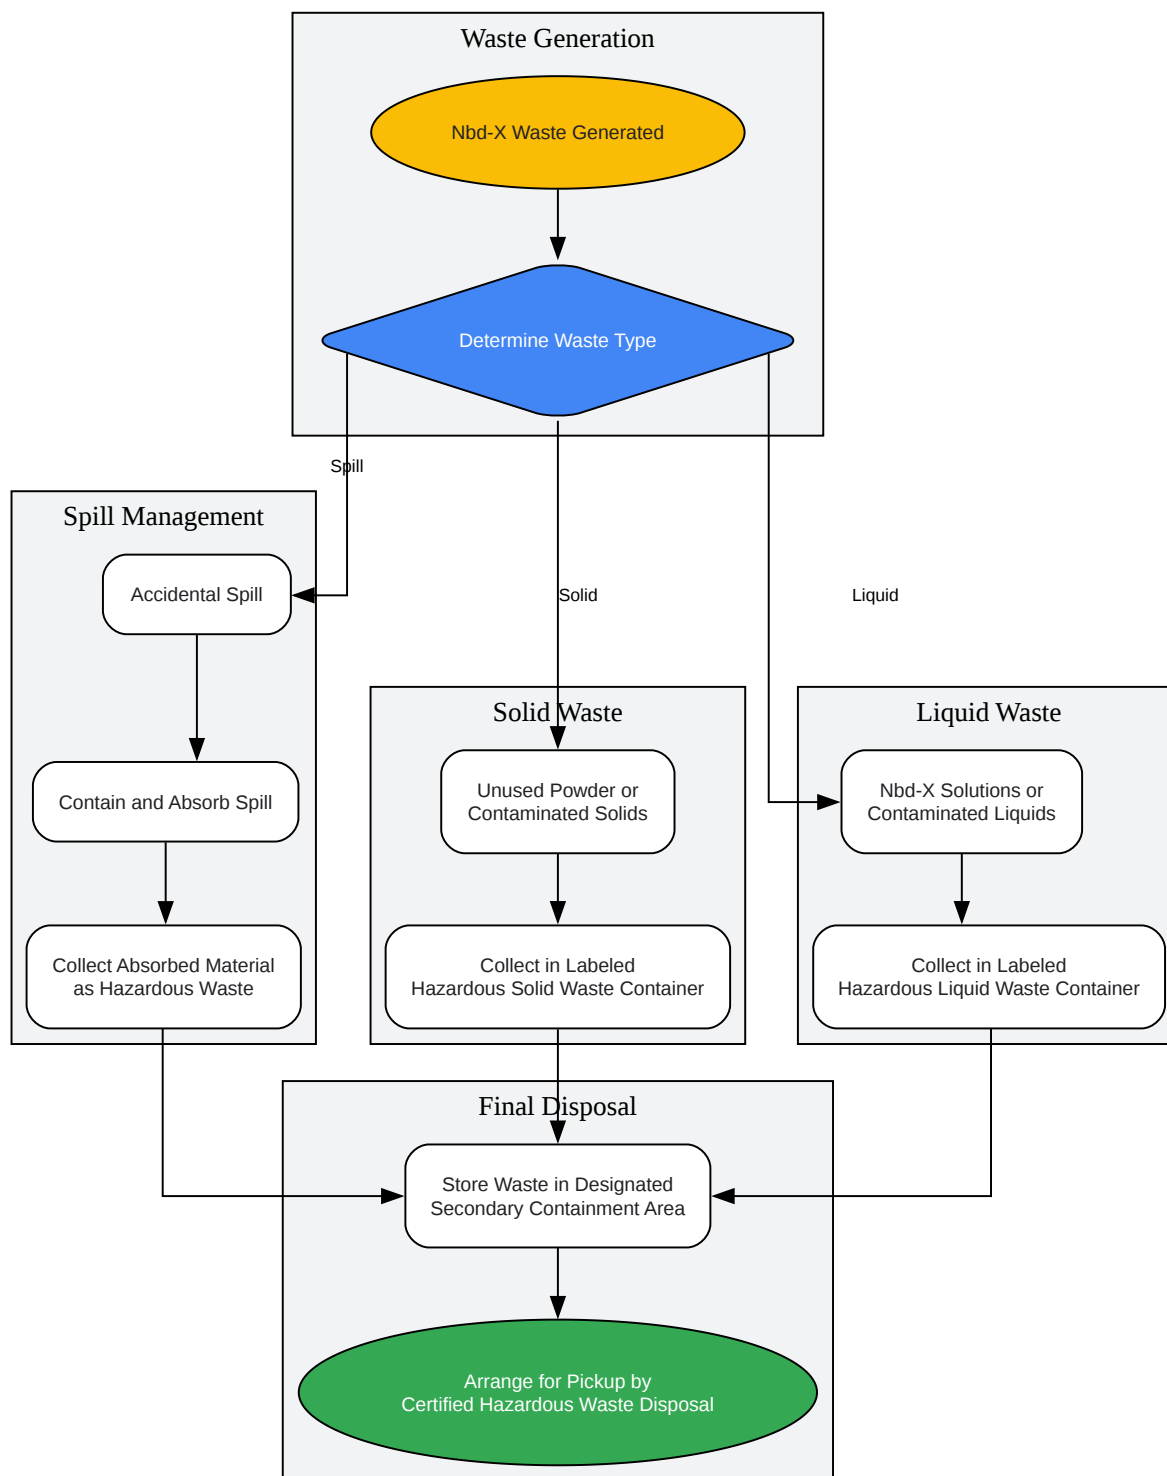 Waste Generation
Nbd-X Waste Generated
Determine Waste Type
Spill
Spill Management
Accidental Spill
Solid
Liquid
Solid Waste
Liquid Waste
Contain and Absorb Spill
Unused Powder or
Contaminated Solids
Nbd-X Solutions or
Contaminated Liquids
Collect Absorbed Material
as Hazardous Waste
Collect in Labeled
Hazardous Solid Waste Container
Collect in Labeled
Hazardous Liquid Waste Container
Final Disposal
Store Waste in Designated
Secondary Containment Area
Arrange for Pickup by
Certified Hazardous Waste Disposal